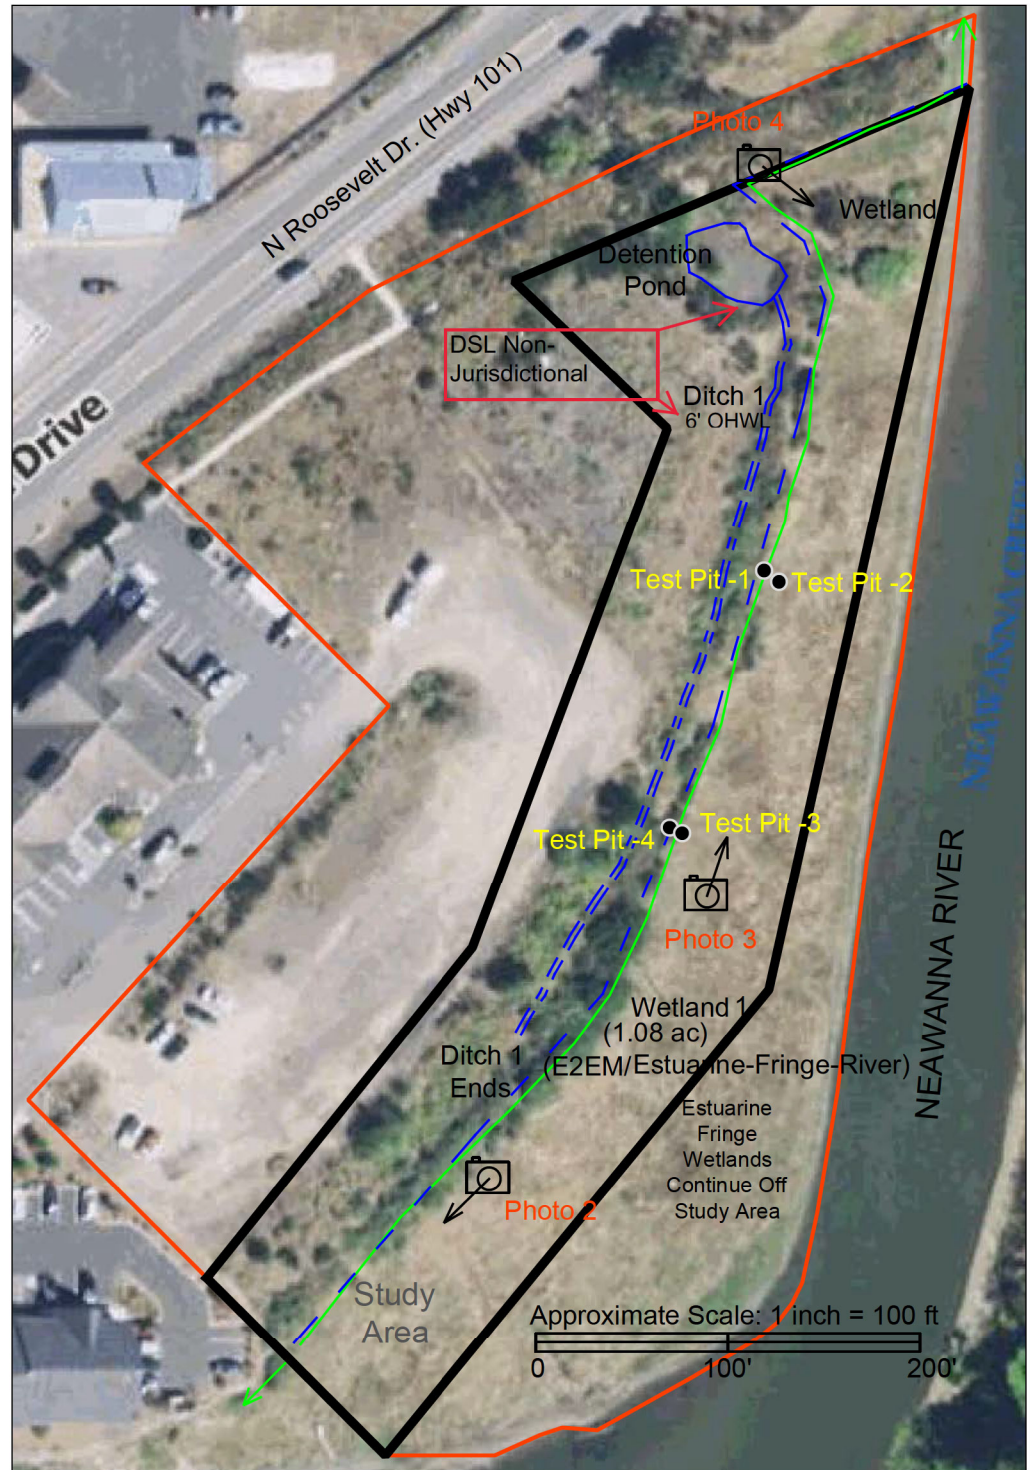 Photo 4
N Roosevelt Dr. (Hwy 101)
Wetland
Detention
Pond
DSL Non-
Jurisdictional
Ditch 1
6' OHWL
Drive
NEAWANNA CREEK
Test Pit -1
Test Pit -2
Test Pit -3
Test Pit -4
NEAWANNA RIVER
Photo 3
Wetland 1
(1.08 ac)
(E2EM/Estuarine-Fringe-River)
Ditch 1
Ends
Estuarine
Fringe
Wetlands
Continue Off
Study Area
Photo 2
Study
Area
Approximate Scale: 1 inch = 100 ft
0 100' 200'